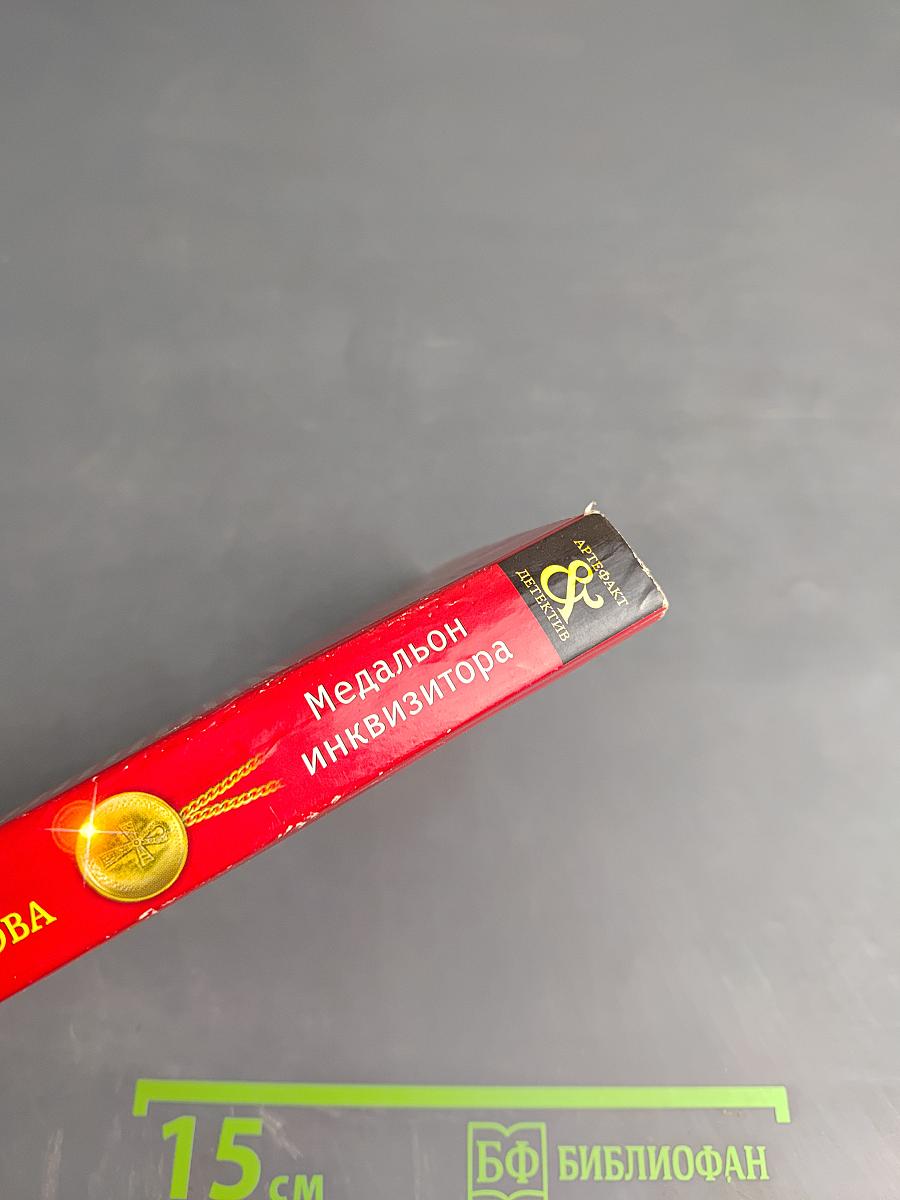 АРТЕФАКТ
&
ДЕТЕКТИВ
Медальон
инквизитора
ОВА
15 см
БФ БИБЛИОФАН